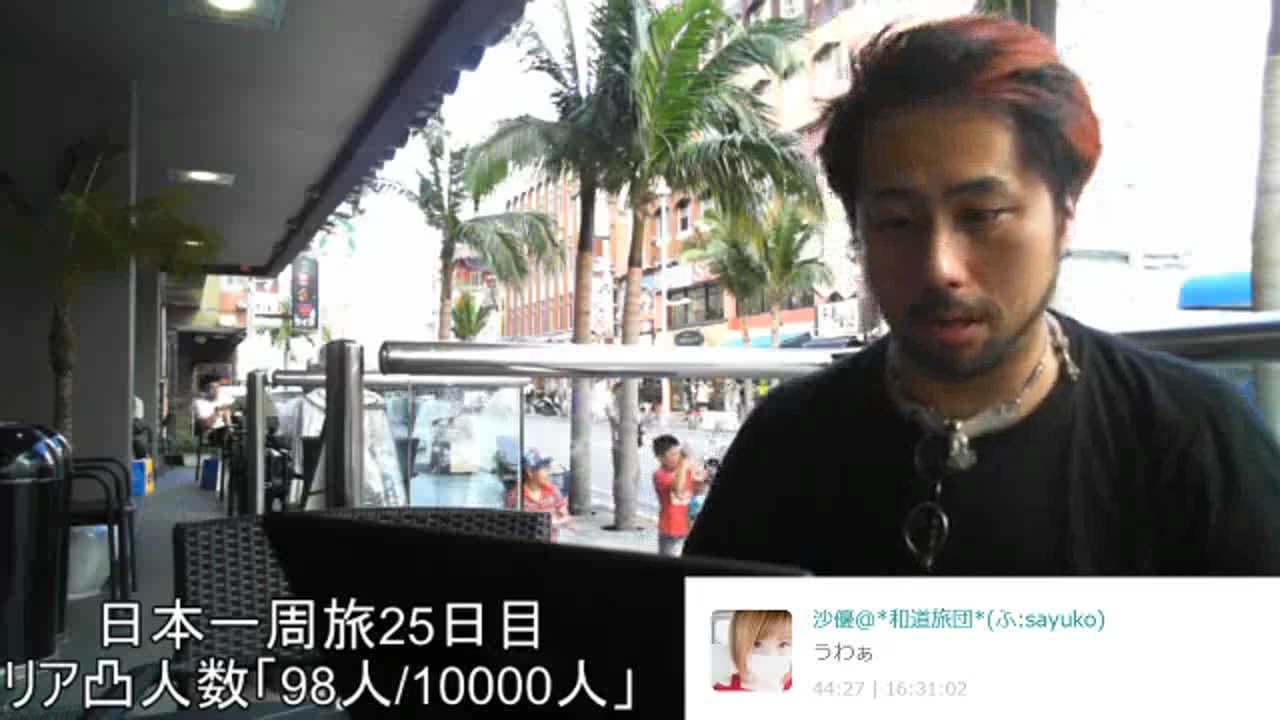 日本一周旅25日目
リア凸人数「98人/10000人」
沙優@*和道旅団*(ふ:sayuko)
うわぁ
44:27 | 16:31:02